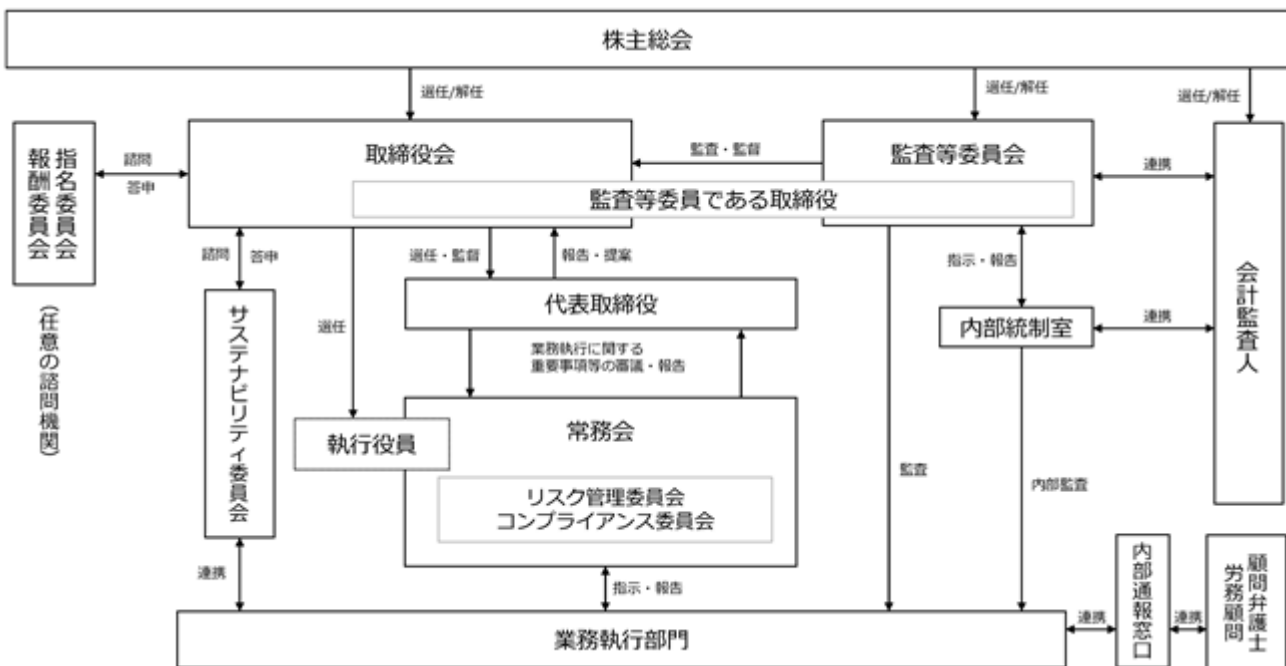 株主総会
選任/解任
選任/解任
選任/解任
指名委員会
報酬委員会
(任意の諮問機関)
諮問
答申
取締役会
監査・監督
監査等委員会
監査等委員である取締役
連携
会計監査人
諮問
答申
選任・監督
報告・提案
指示・報告
サステナビリティ委員会
選任
代表取締役
内部統制室
連携
業務執行に関する
重要事項等の審議・報告
執行役員
常務会
リスク管理委員会
コンプライアンス委員会
監査
内部監査
連携
指示・報告
業務執行部門
連携
内部通報窓口
連携
顧問弁護士
労務顧問